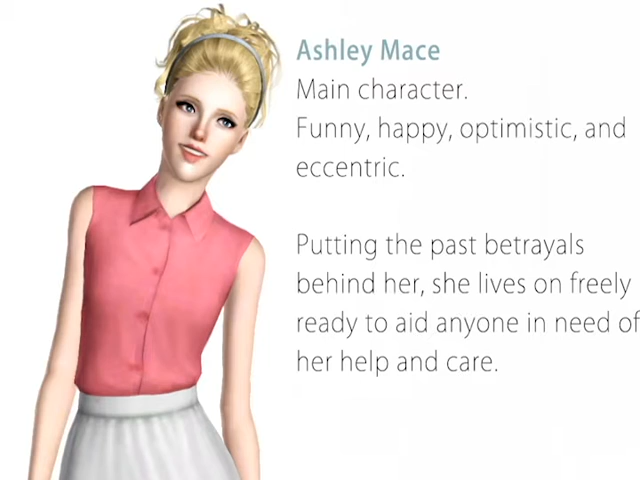 Ashley Mace
Main character.
Funny, happy, optimistic, and
eccentric.
Putting the past betrayals
behind her, she lives on freely
ready to aid anyone in need of
her help and care.